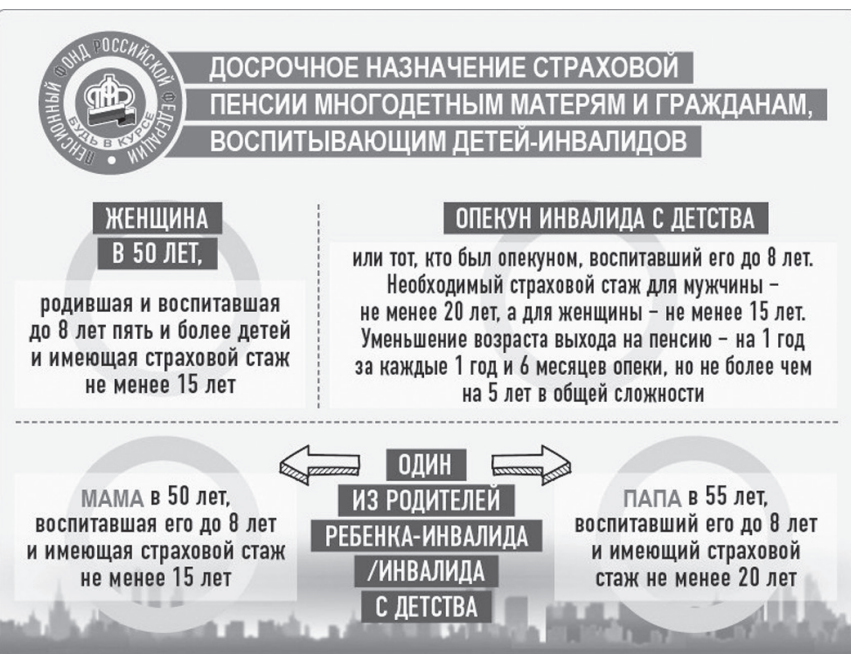 ПЕНСИОННЫЙ ФОНД РОССИЙСКОЙ ФЕДЕРАЦИИ
ПФР
БУДЬ В КУРСЕ
ДОСРОЧНОЕ НАЗНАЧЕНИЕ СТРАХОВОЙ
ПЕНСИИ МНОГОДЕТНЫМ МАТЕРЯМ И ГРАЖДАНАМ,
ВОСПИТЫВАЮЩИМ ДЕТЕЙ-ИНВАЛИДОВ
ЖЕНЩИНА
В 50 ЛЕТ,
родившая и воспитавшая
до 8 лет пять и более детей
и имеющая страховой стаж
не менее 15 лет
ОПЕКУН ИНВАЛИДА С ДЕТСТВА
или тот, кто был опекуном, воспитавший его до 8 лет.
Необходимый страховой стаж для мужчины –
не менее 20 лет, а для женщины – не менее 15 лет.
Уменьшение возраста выхода на пенсию – на 1 год
за каждые 1 год и 6 месяцев опеки, но не более чем
на 5 лет в общей сложности
МАМА в 50 лет,
воспитавшая его до 8 лет
и имеющая страховой стаж
не менее 15 лет
ОДИН
ИЗ РОДИТЕЛЕЙ
РЕБЕНКА-ИНВАЛИДА
/ИНВАЛИДА
С ДЕТСТВА
ПАПА в 55 лет,
воспитавший его до 8 лет
и имеющий страховой
стаж не менее 20 лет